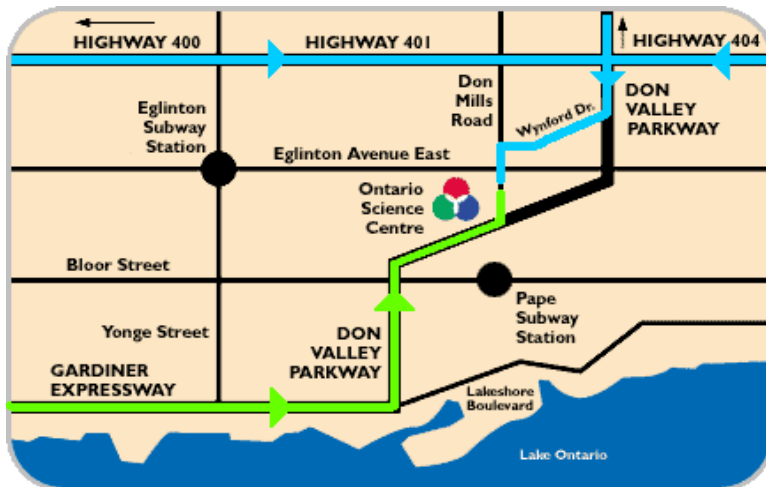 HIGHWAY 400
HIGHWAY 401
HIGHWAY 404
Eglinton
Subway
Station
Don
Mills
Road
Wynford Dr.
DON
VALLEY
PARKWAY
Eglinton Avenue East
Ontario
Science
Centre
Bloor Street
Pape
Subway
Station
Yonge Street
DON
VALLEY
PARKWAY
GARDINER
EXPRESSWAY
Lakeshore
Boulevard
Lake Ontario